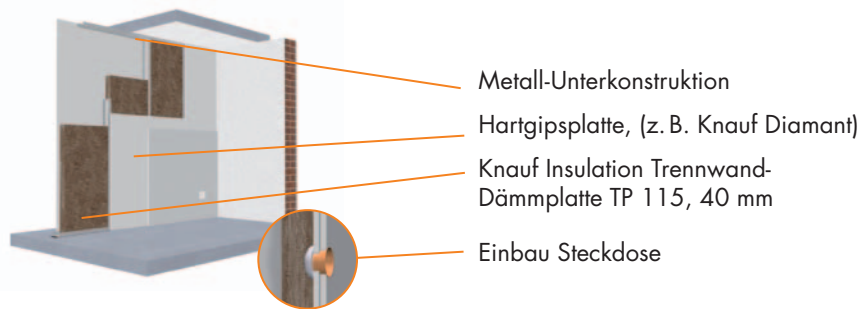 Metall-Unterkonstruktion
Hartgipsplatte, (z. B. Knauf Diamant)
Knauf Insulation Trennwand-
Dämmplatte TP 115, 40 mm
Einbau Steckdose